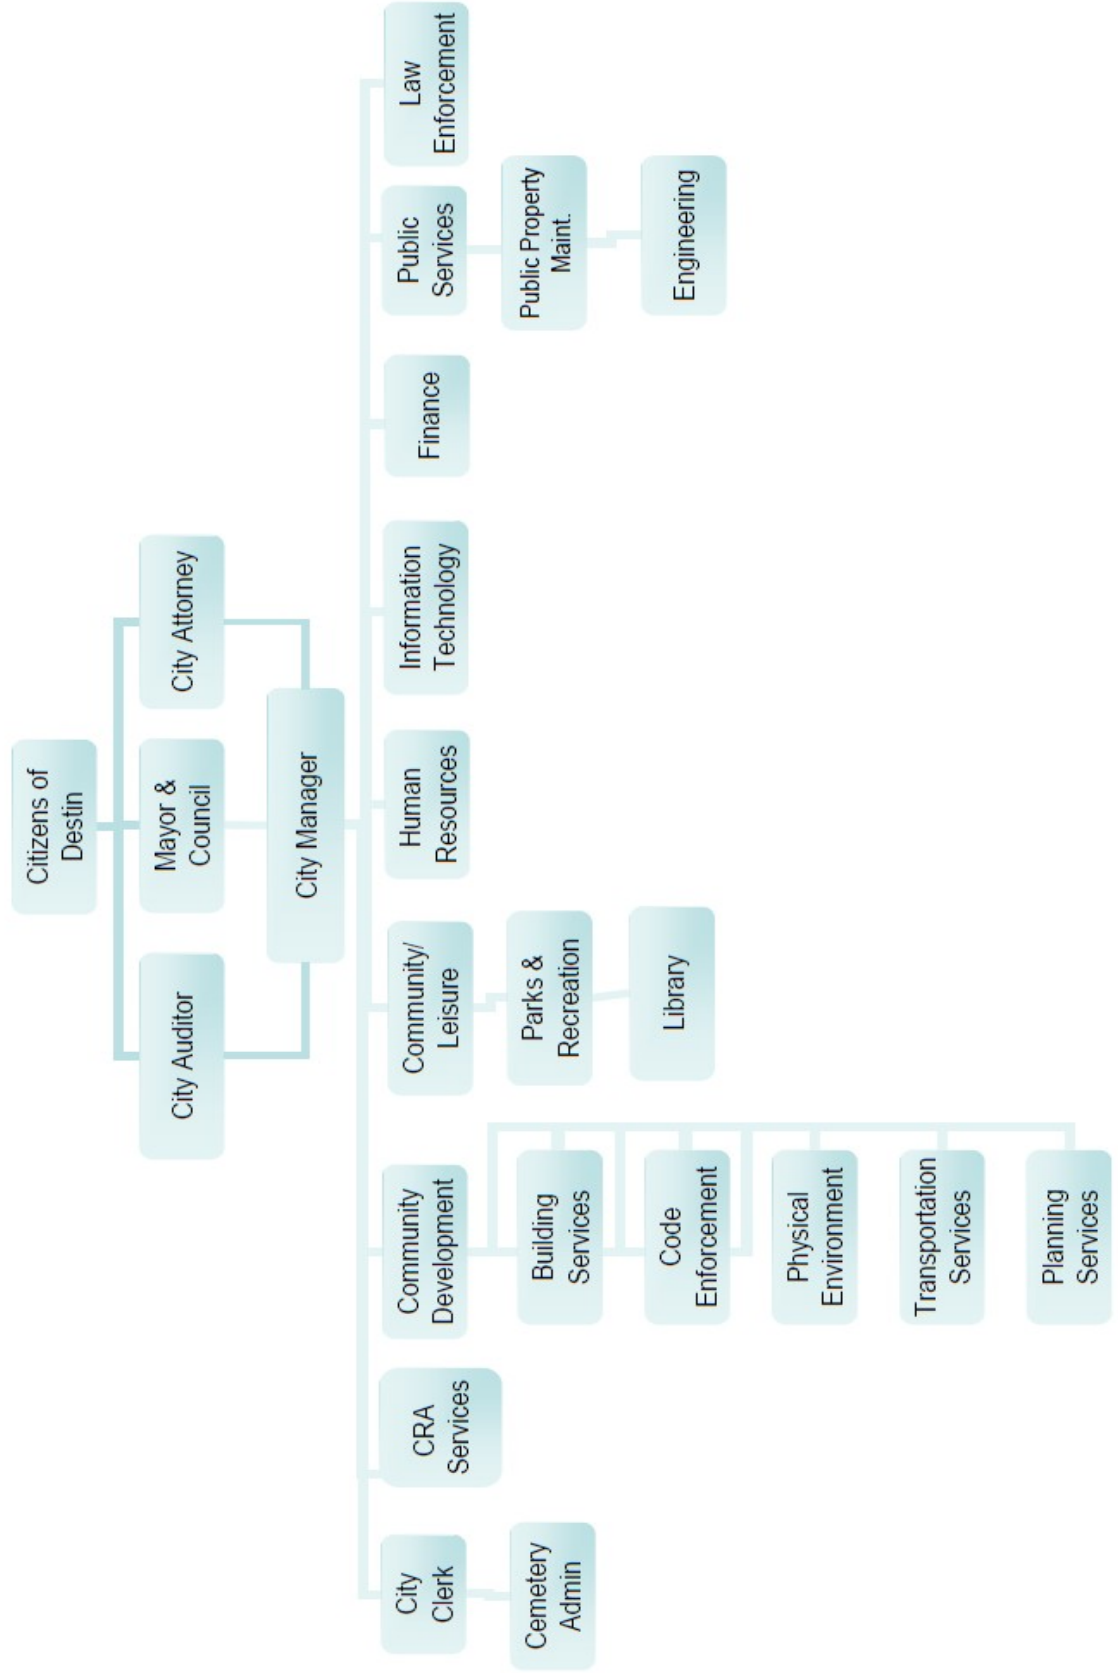 Citizens of
Destin
City Auditor
Mayor &
Council
City Attorney
City Manager
City
Clerk
CRA
Services
Community
Development
Community/
Leisure
Human
Resources
Information
Technology
Finance
Public
Services
Law
Enforcement
Cemetery
Admin
Building
Services
Code
Enforcement
Physical
Environment
Transportation
Services
Planning
Services
Parks &
Recreation
Library
Public Property
Maint.
Engineering